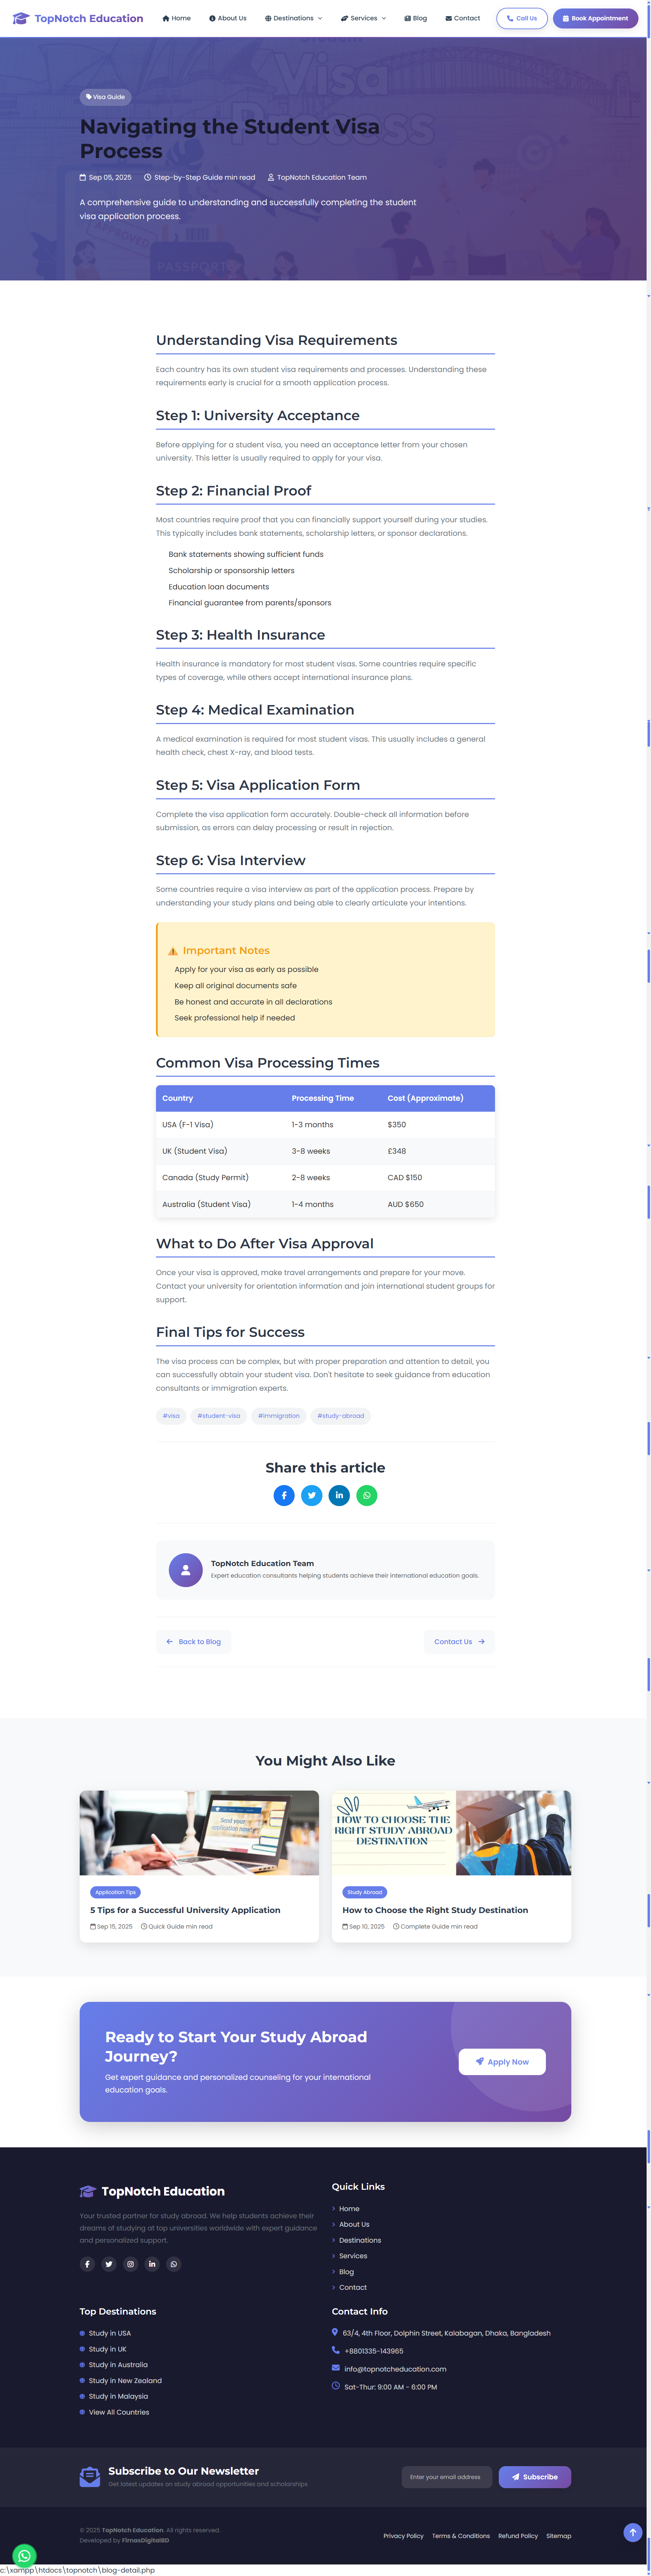 TopNotch Education
Home
About Us
Destinations
Services
Blog
Contact
Call Us
Book Appointment
Student
Visa
Process
APPROVED
PASSPORT
Visa Guide
Navigating the Student Visa
Process
Sep 05, 2025 Step-by-Step Guide min read TopNotch Education Team
A comprehensive guide to understanding and successfully completing the student
visa application process.
Understanding Visa Requirements
Each country has its own student visa requirements and processes. Understanding these
requirements early is crucial for a smooth application process.
Step 1: University Acceptance
Before applying for a student visa, you need an acceptance letter from your chosen
university. This letter is usually required to apply for your visa.
Step 2: Financial Proof
Most countries require proof that you can financially support yourself during your studies.
This typically includes bank statements, scholarship letters, or sponsor declarations.
Bank statements showing sufficient funds
Scholarship or sponsorship letters
Education loan documents
Financial guarantee from parents/sponsors
Step 3: Health Insurance
Health insurance is mandatory for most student visas. Some countries require specific
types of coverage, while others accept international insurance plans.
Step 4: Medical Examination
A medical examination is required for most student visas. This usually includes a general
health check, chest X-ray, and blood tests.
Step 5: Visa Application Form
Complete the visa application form accurately. Double-check all information before
submission, as errors can delay processing or result in rejection.
Step 6: Visa Interview
Some countries require a visa interview as part of the application process. Prepare by
understanding your study plans and being able to clearly articulate your intentions.
Important Notes
Apply for your visa as early as possible
Keep all original documents safe
Be honest and accurate in all declarations
Seek professional help if needed
Common Visa Processing Times
Country Processing Time Cost (Approximate)
USA (F-1 Visa) 1-3 months $350
UK (Student Visa) 3-8 weeks £348
Canada (Study Permit) 2-8 weeks CAD $150
Australia (Student Visa) 1-4 months AUD $650
What to Do After Visa Approval
Once your visa is approved, make travel arrangements and prepare for your move.
Contact your university for orientation information and join international student groups for
support.
Final Tips for Success
The visa process can be complex, but with proper preparation and attention to detail, you
can successfully obtain your student visa. Don't hesitate to seek guidance from education
consultants or immigration experts.
#visa #student-visa #immigration #study-abroad
Share this article
TopNotch Education Team
Expert education consultants helping students achieve their international education goals.
Back to Blog
Contact Us
You Might Also Like
Send your
application now!
Application Tips
5 Tips for a Successful University Application
Sep 15, 2025 Quick Guide min read
HOW TO CHOOSE THE
RIGHT STUDY ABROAD
DESTINATION
Study Abroad
How to Choose the Right Study Destination
Sep 10, 2025 Complete Guide min read
Ready to Start Your Study Abroad
Journey?
Get expert guidance and personalized counseling for your international
education goals.
Apply Now
TopNotch Education
Your trusted partner for study abroad. We help students achieve their
dreams of studying at top universities worldwide with expert guidance
and personalized support.
Quick Links
Home
About Us
Destinations
Services
Blog
Contact
Top Destinations
Study in USA
Study in UK
Study in Australia
Study in New Zealand
Study in Malaysia
View All Countries
Contact Info
63/4, 4th Floor, Dolphin Street, Kalabagan, Dhaka, Bangladesh
+8801335-143965
info@topnotcheducation.com
Sat-Thur: 9:00 AM - 6:00 PM
Subscribe to Our Newsletter
Get latest updates on study abroad opportunities and scholarships
Enter your email address
Subscribe
© 2025 TopNotch Education. All rights reserved.
Developed by FirnasDigitalBD
Privacy Policy Terms & Conditions Refund Policy Sitemap
c:\xampp\htdocs\topnotch\blog-detail.php